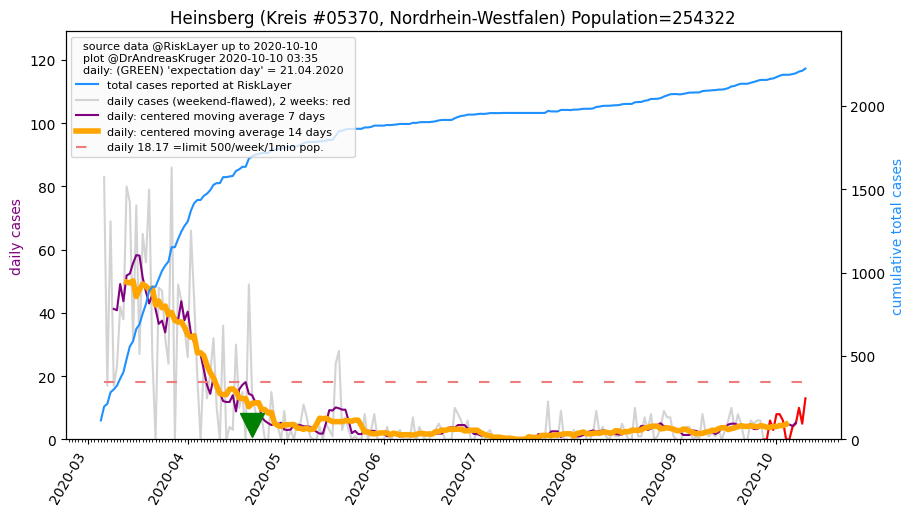 Heinsberg (Kreis #05370, Nordrhein-Westfalen) Population=254322
source data @RiskLayer up to 2020-10-10
plot @DrAndreasKruger 2020-10-10 03:35
daily: (GREEN) 'expectation day' = 21.04.2020
total cases reported at RiskLayer
daily cases (weekend-flawed), 2 weeks: red
daily: centered moving average 7 days
daily: centered moving average 14 days
daily 18.17 =limit 500/week/1mio pop.
daily cases
120
100
80
60
40
20
0
cumulative total cases
2000
1500
1000
500
0
2020-03
2020-04
2020-05
2020-06
2020-07
2020-08
2020-09
2020-10